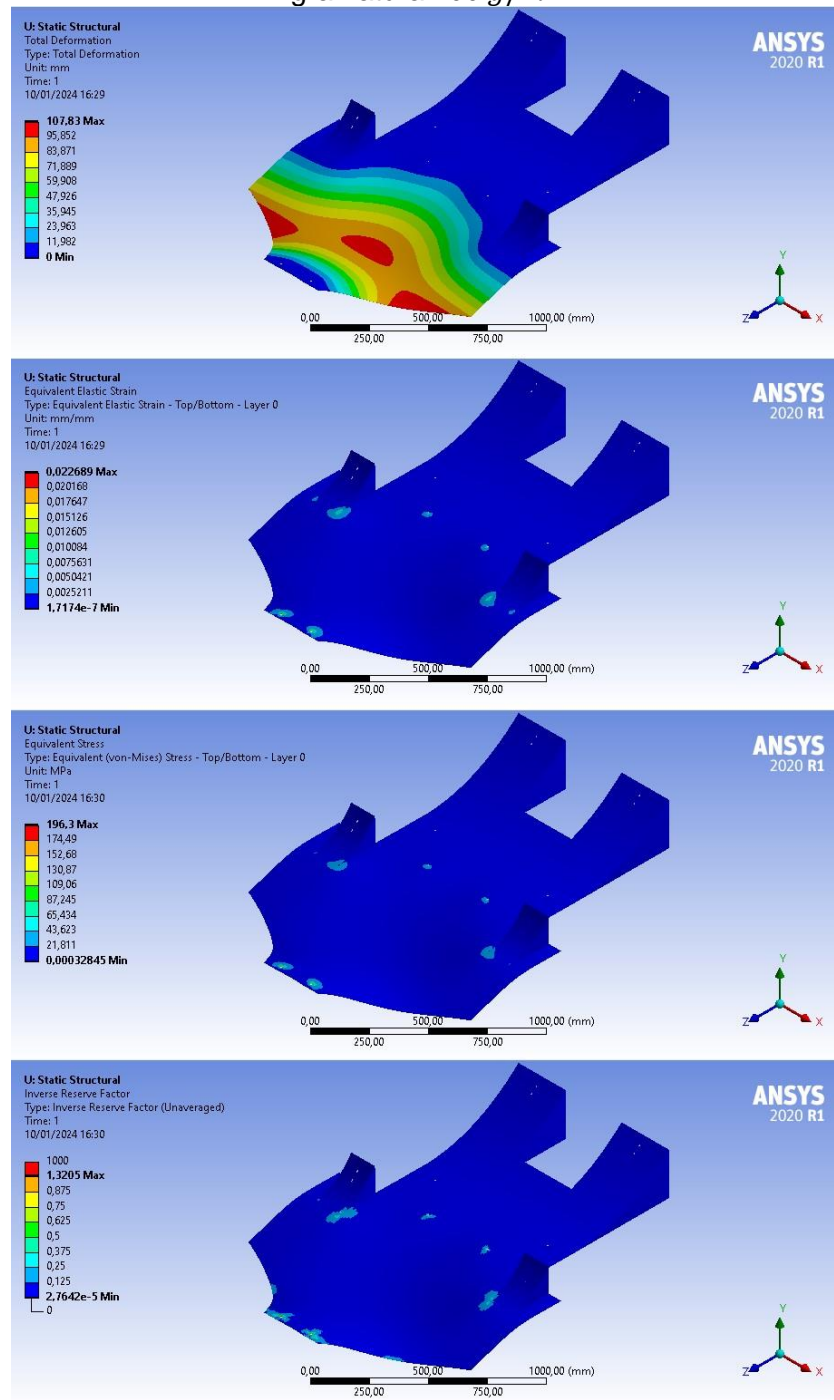 U: Static Structural
Total Deformation
Type: Total Deformation
Unit: mm
Time: 1
10/01/2024 16:29
107,83 Max
95,852
83,871
71,889
59,908
47,926
35,945
23,963
11,982
0 Min
ANSYS
2020 R1
Y
Z
X
0,00
500,00
1000,00 (mm)
250,00
750,00
U: Static Structural
Equivalent Elastic Strain
Type: Equivalent Elastic Strain - Top/Bottom - Layer 0
Unit: mm/mm
Time: 1
10/01/2024 16:29
0,022689 Max
0,020168
0,017647
0,015126
0,012605
0,010084
0,0075631
0,0050421
0,0025211
1,7174e-7 Min
ANSYS
2020 R1
Y
Z
X
0,00
500,00
1000,00 (mm)
250,00
750,00
U: Static Structural
Equivalent Stress
Type: Equivalent (von-Mises) Stress - Top/Bottom - Layer 0
Unit: MPa
Time: 1
10/01/2024 16:30
196,3 Max
174,49
152,68
130,87
109,06
87,245
65,434
43,623
21,811
0,00032845 Min
ANSYS
2020 R1
Y
Z
X
0,00
500,00
1000,00 (mm)
250,00
750,00
U: Static Structural
Inverse Reserve Factor
Type: Inverse Reserve Factor (Unaveraged)
Time: 1
10/01/2024 16:30
1000
1,3205 Max
0,875
0,75
0,625
0,5
0,375
0,25
0,125
2,7642e-5 Min
0
ANSYS
2020 R1
Y
Z
X
0,00
500,00
1000,00 (mm)
250,00
750,00